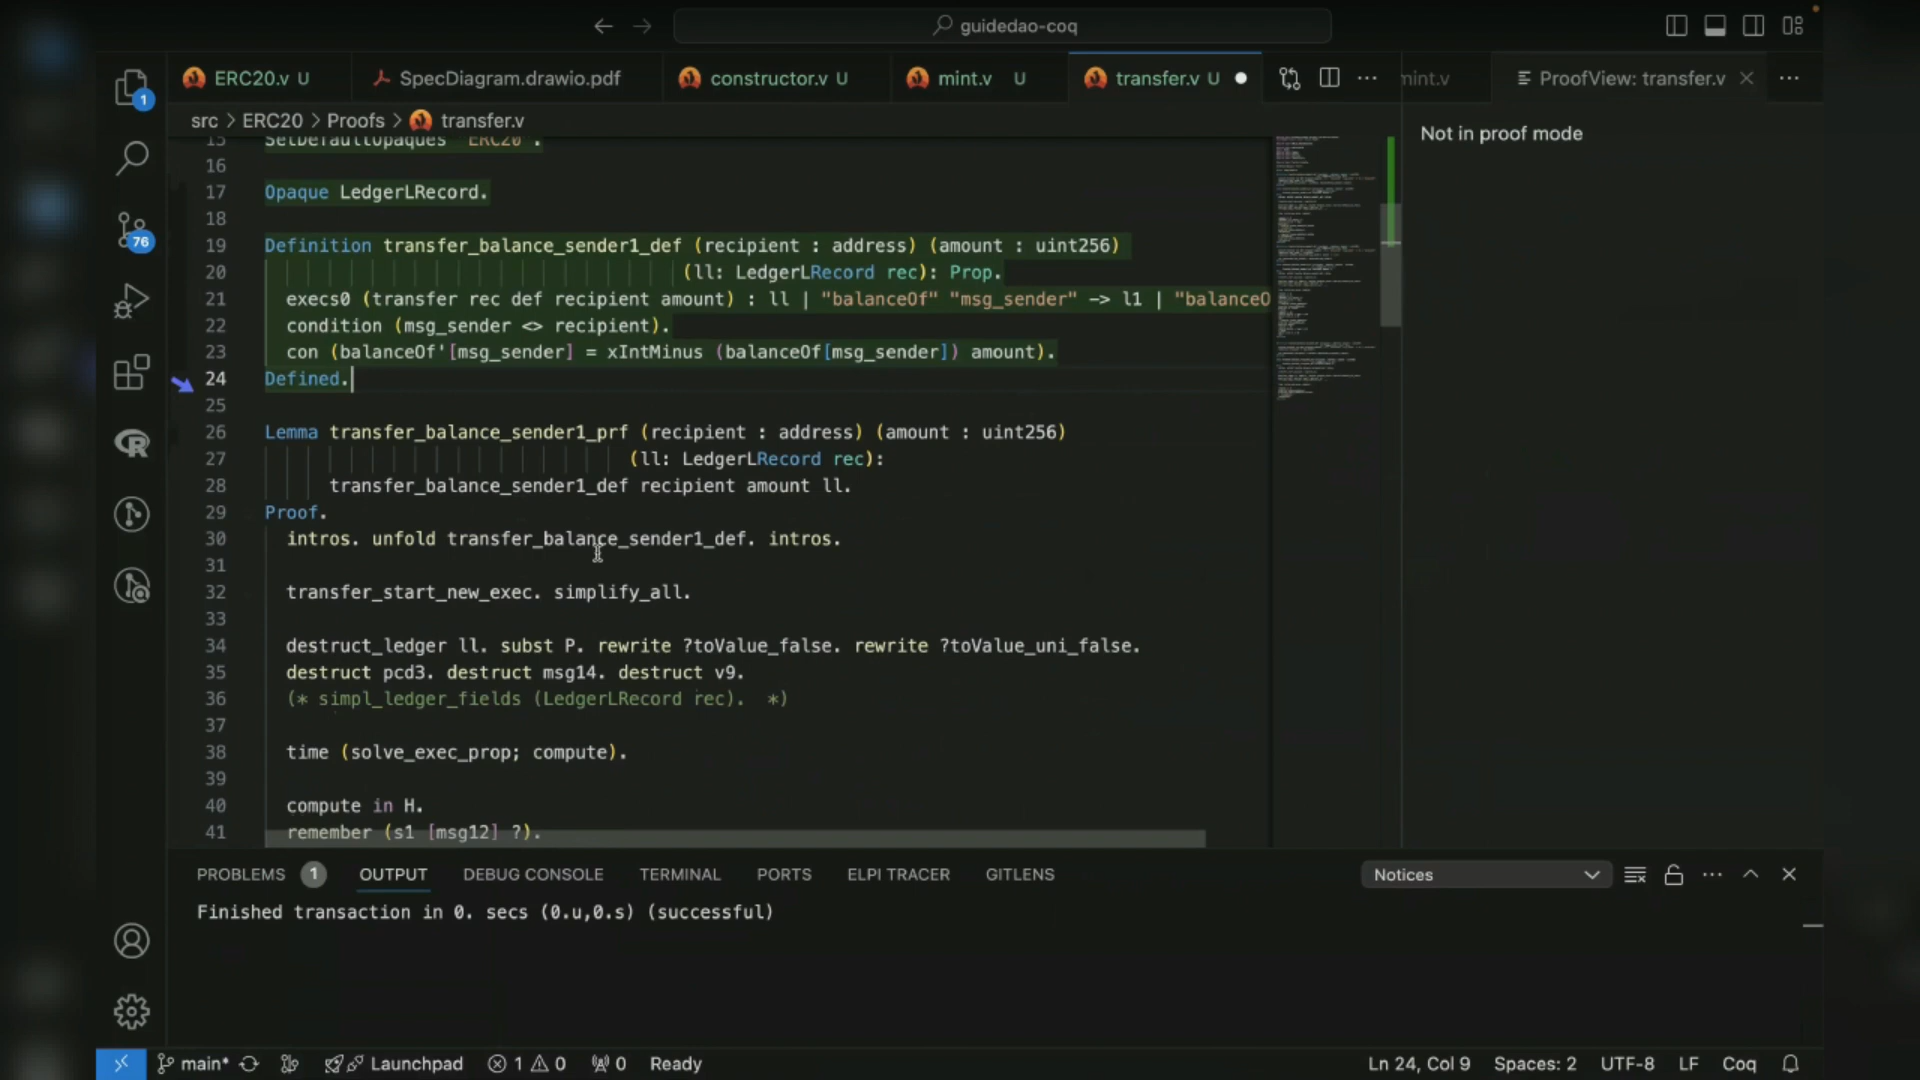 guidedao-coq
ERC20.v U
SpecDiagram.drawio.pdf
constructor.v U
mint.v U
transfer.v U
mint.v
ProofView: transfer.v
src > ERC20 > Proofs > transfer.v
Not in proof mode
15 SetDefaultOpaques "ERC20".
16
17 Opaque LedgerLRecord.
18
19 Definition transfer_balance_sender1_def (recipient : address) (amount : uint256)
20 (ll: LedgerLRecord rec): Prop.
21 execs0 (transfer rec def recipient amount) : ll | "balanceOf" "msg_sender" -> l1 | "balanceO
22 condition (msg_sender <> recipient).
23 con (balanceOf'[msg_sender] = xIntMinus (balanceOf[msg_sender]) amount).
24 Defined.
25
26 Lemma transfer_balance_sender1_prf (recipient : address) (amount : uint256)
27 (ll: LedgerLRecord rec):
28 transfer_balance_sender1_def recipient amount ll.
29 Proof.
30 intros. unfold transfer_balance_sender1_def. intros.
31
32 transfer_start_new_exec. simplify_all.
33
34 destruct_ledger ll. subst P. rewrite ?toValue_false. rewrite ?toValue_uni_false.
35 destruct pcd3. destruct msg14. destruct v9.
36 (* simpl_ledger_fields (LedgerLRecord rec). *)
37
38 time (solve_exec_prop; compute).
39
40 compute in H.
41 remember (s1 [msg12] ?).
1
76
PROBLEMS 1 OUTPUT DEBUG CONSOLE TERMINAL PORTS ELPI TRACER GITLENS
Notices
Finished transaction in 0. secs (0.u,0.s) (successful)
main* Launchpad 1 0 0 Ready
Ln 24, Col 9 Spaces: 2 UTF-8 LF Coq